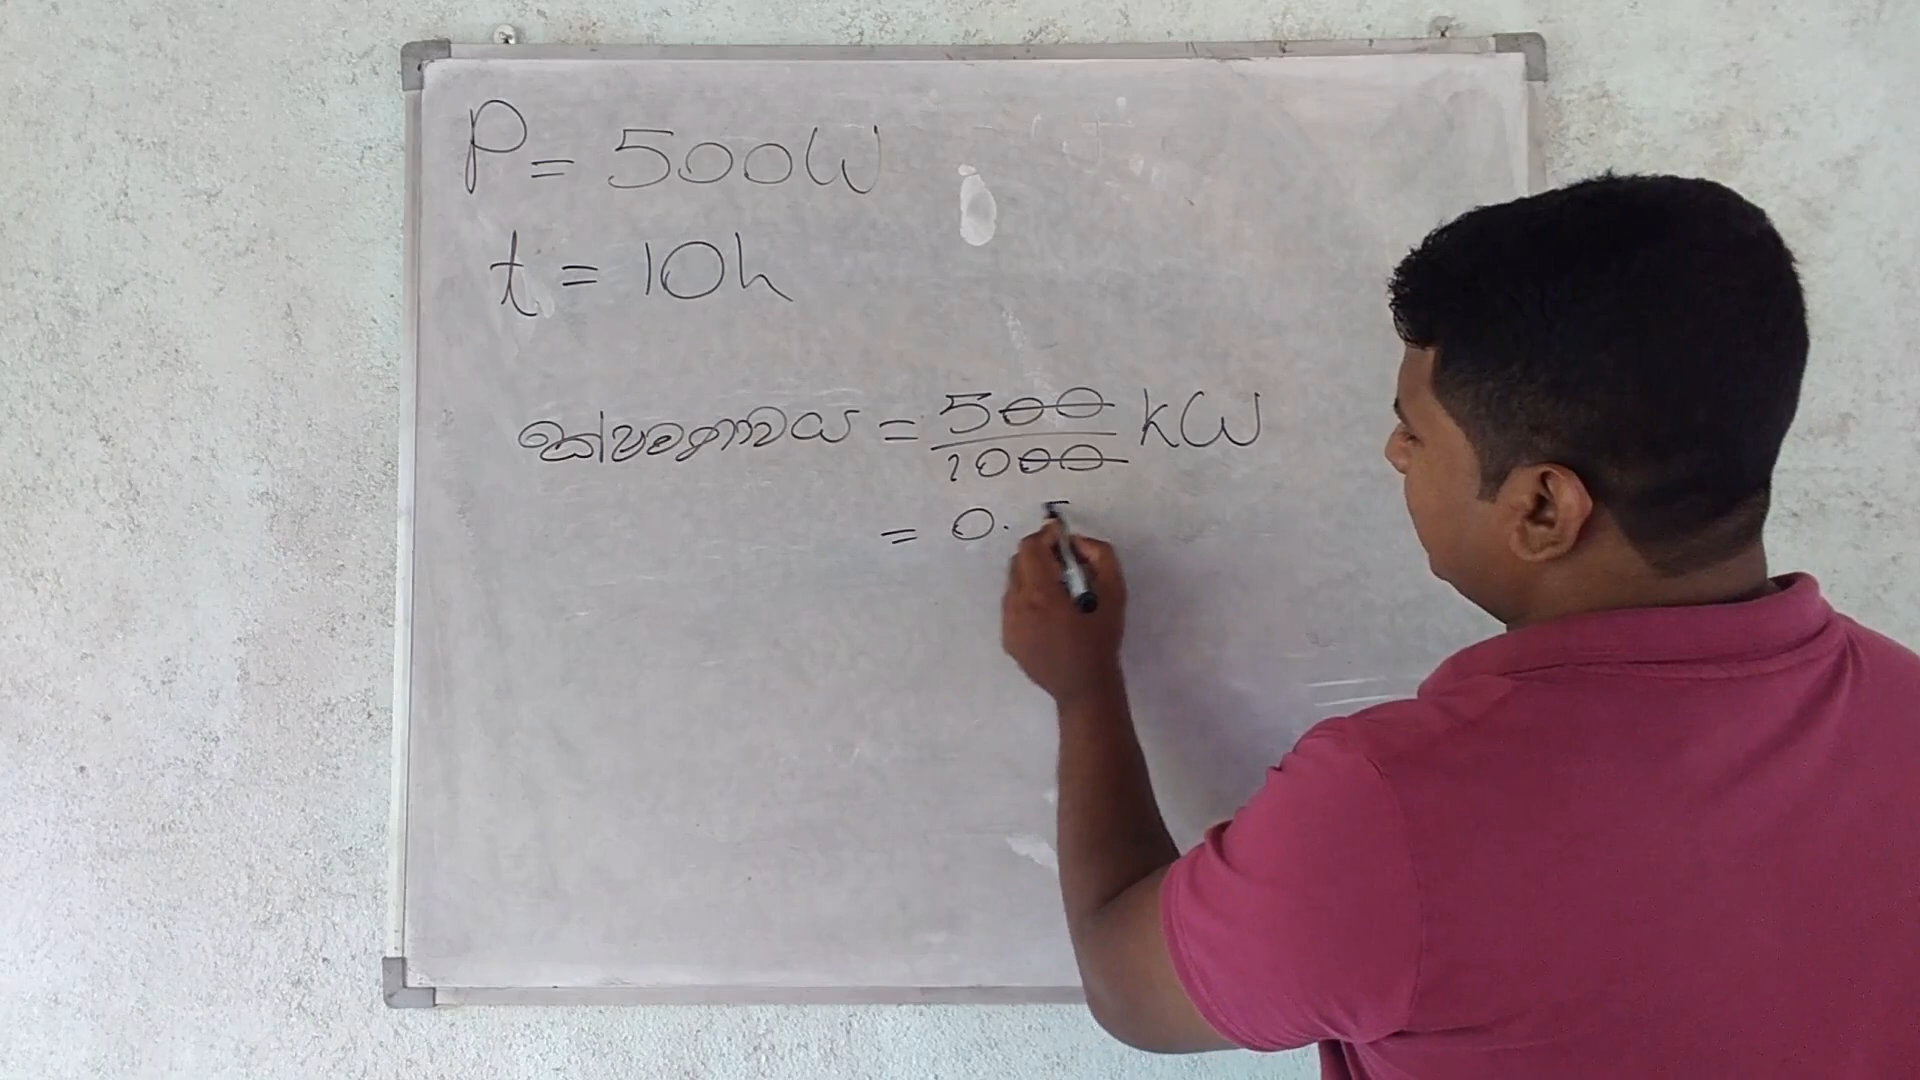 P = 500W
t = 10h
ක්ෂමතාවය = 500/1000 kW
= 0.